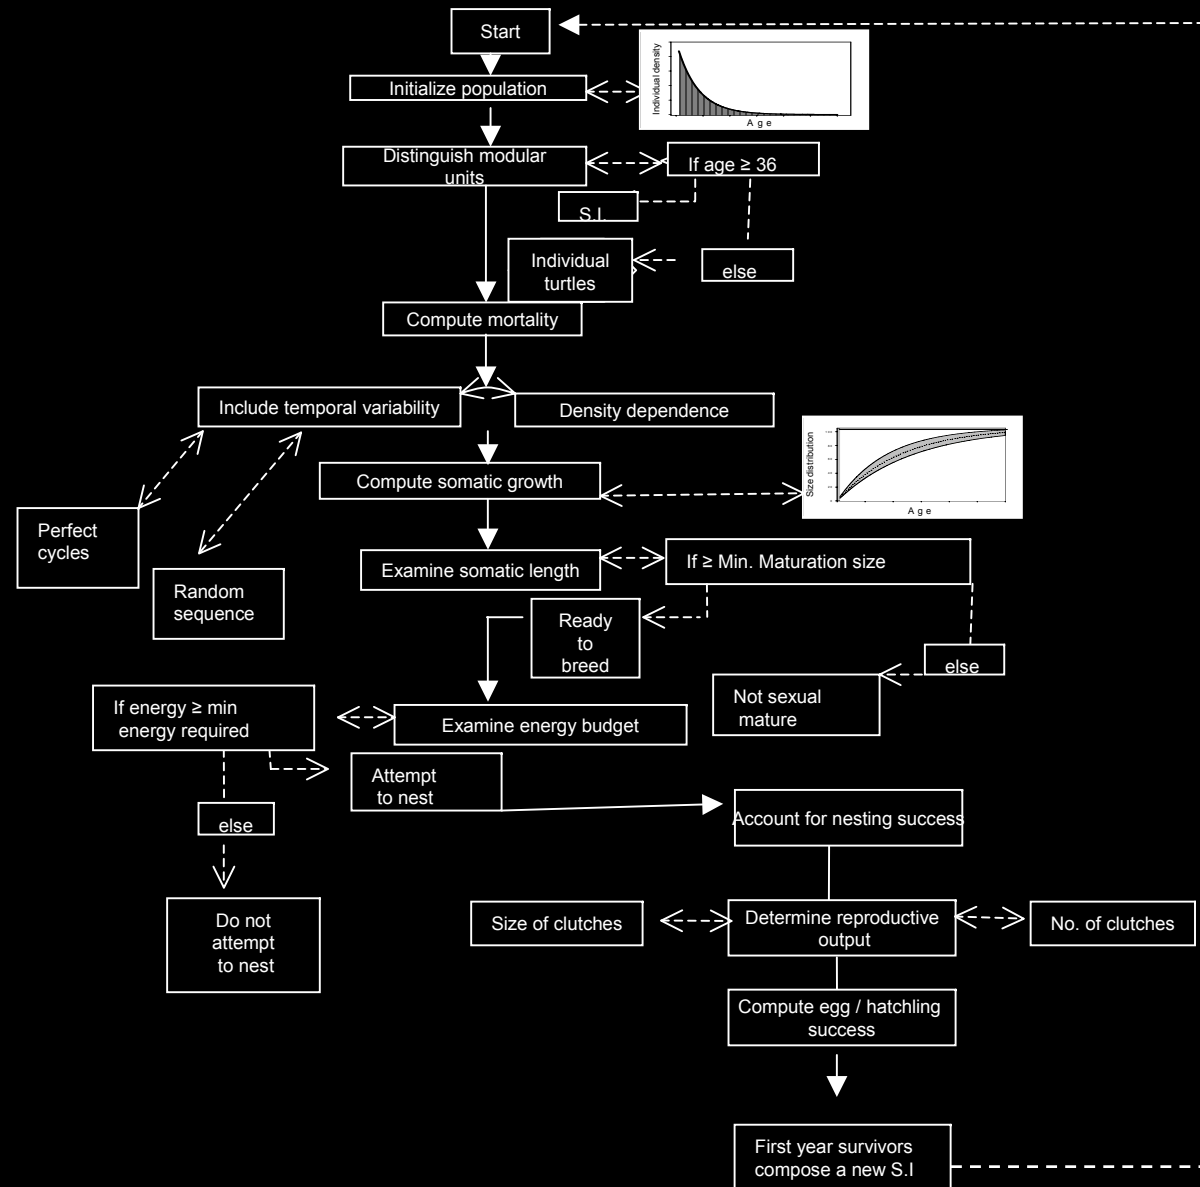 Start
Initialize population
Individual density
Age
Distinguish modular
units
If age ≥ 36
S.I.
Individual
turtles
else
Compute mortality
Include temporal variability
Density dependence
Compute somatic growth
Size distribution
Age
Perfect
cycles
Random
sequence
Examine somatic length
If ≥ Min. Maturation size
Ready
to
breed
else
Not sexual
mature
If energy ≥ min
energy required
Examine energy budget
Attempt
to nest
else
Account for nesting success
Do not
attempt
to nest
Size of clutches
Determine reproductive
output
No. of clutches
Compute egg / hatchling
success
First year survivors
compose a new S.I